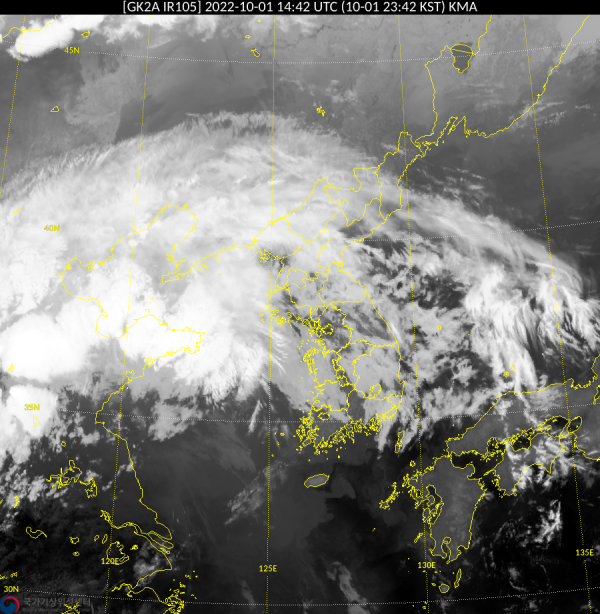 [GK2A IR105] 2022-10-01 14:42 UTC (10-01 23:42 KST) KMA
45N
40N
35N
120E
125E
130E
135E
30N